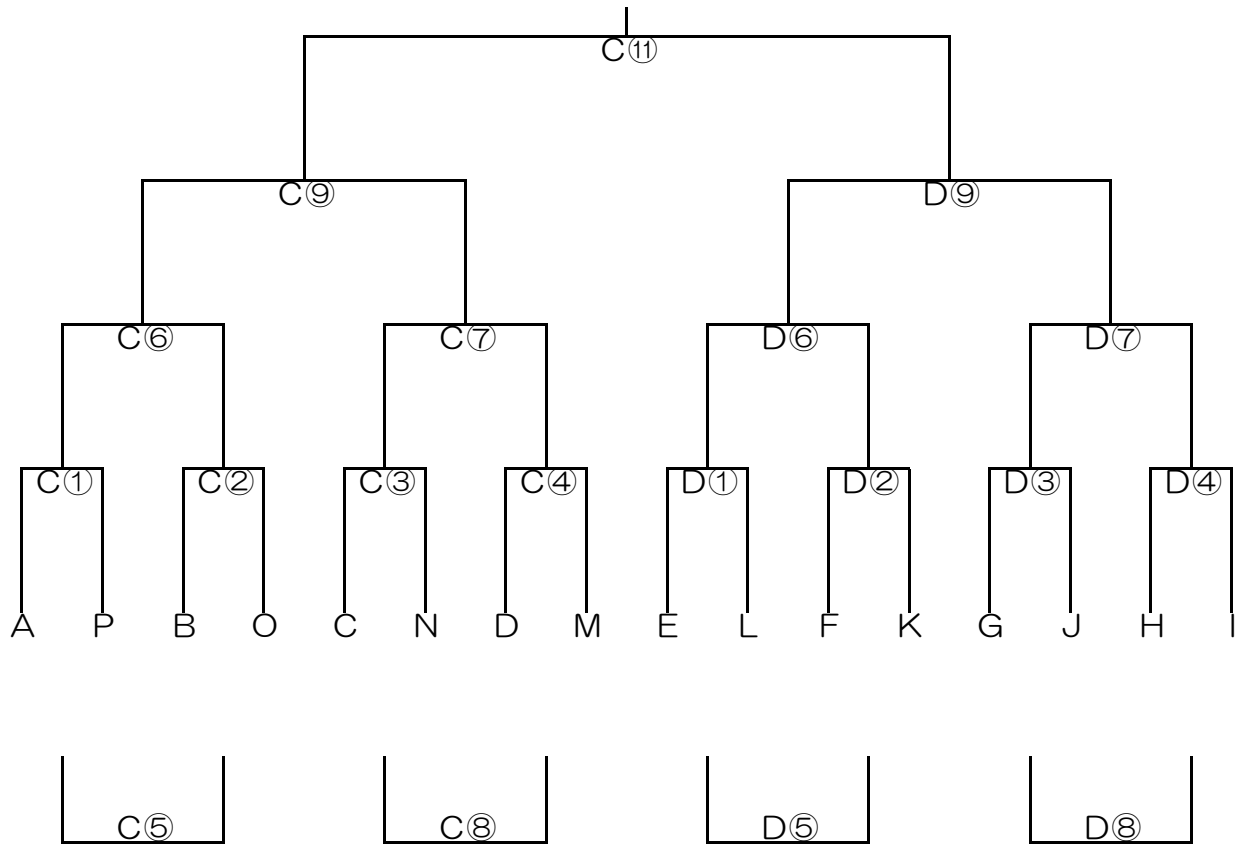 C⑪
C⑨ D⑨
C⑥ C⑦ D⑥ D⑦
C① C② C③ C④ D① D② D③ D④
A P B O C N D M E L F K G J H I
C⑤ C⑧ D⑤ D⑧